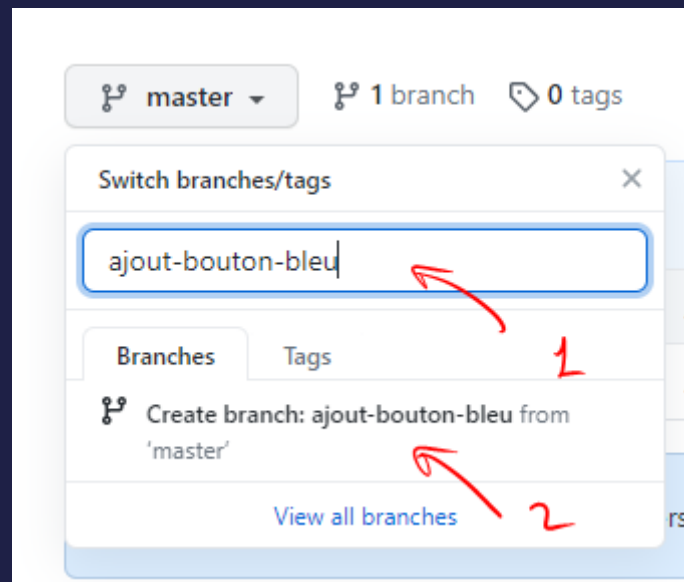 master
1 branch
0 tags
Switch branches/tags
ajout-bouton-bleu
1
Branches
Tags
Create branch: ajout-bouton-bleu from
'master'
2
View all branches